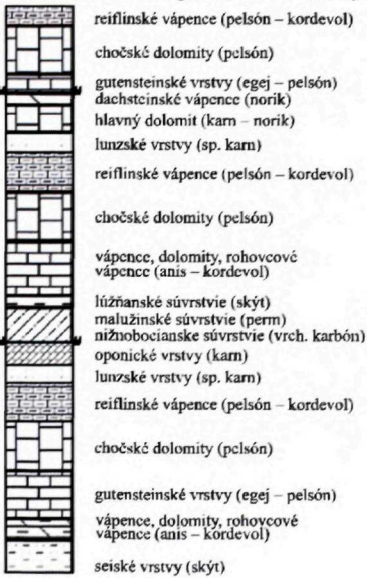 reiflinské vápence (pelsón – kordevol)
chočské dolomity (pelsón)
gutensteinské vrstvy (egej – pelsón)
dachsteinské vápence (norik)
hlavný dolomit (karn – norik)
lunzské vrstvy (sp. karn)
reiflinské vápence (pelsón – kordevol)
chočské dolomity (pelsón)
vápence, dolomity, rohovcové
vápence (anis – kordevol)
lúžňanské súvrstvie (skýt)
malužinské súvrstvie (perm)
nižnobocianske súvrstvie (vrch. karbón)
oponické vrstvy (karn)
lunzské vrstvy (sp. karn)
reiflinské vápence (pelsón – kordevol)
chočské dolomity (pelsón)
gutensteinské vrstvy (egej – pelsón)
vápence, dolomity, rohovcové
vápence (anis – kordevol)
seiské vrstvy (skýt)